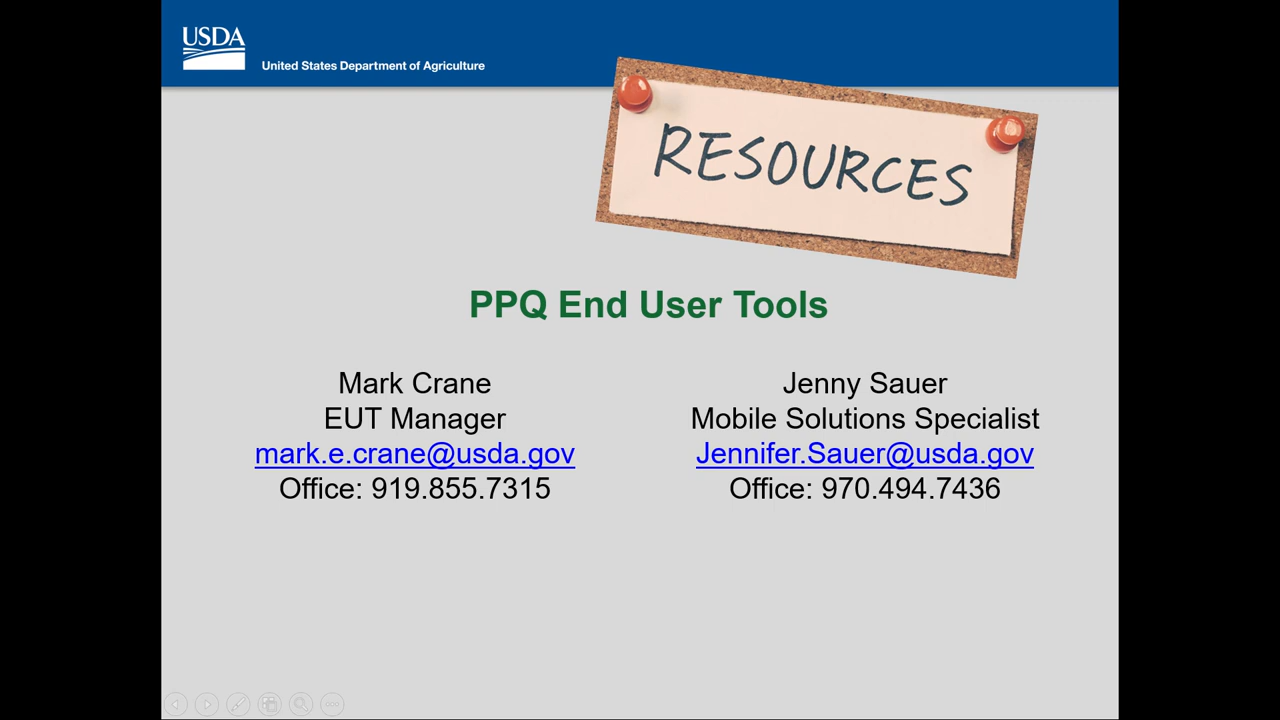 USDA
United States Department of Agriculture
RESOURCES
PPQ End User Tools
Mark Crane
EUT Manager
mark.e.crane@usda.gov
Office: 919.855.7315
Jenny Sauer
Mobile Solutions Specialist
Jennifer.Sauer@usda.gov
Office: 970.494.7436